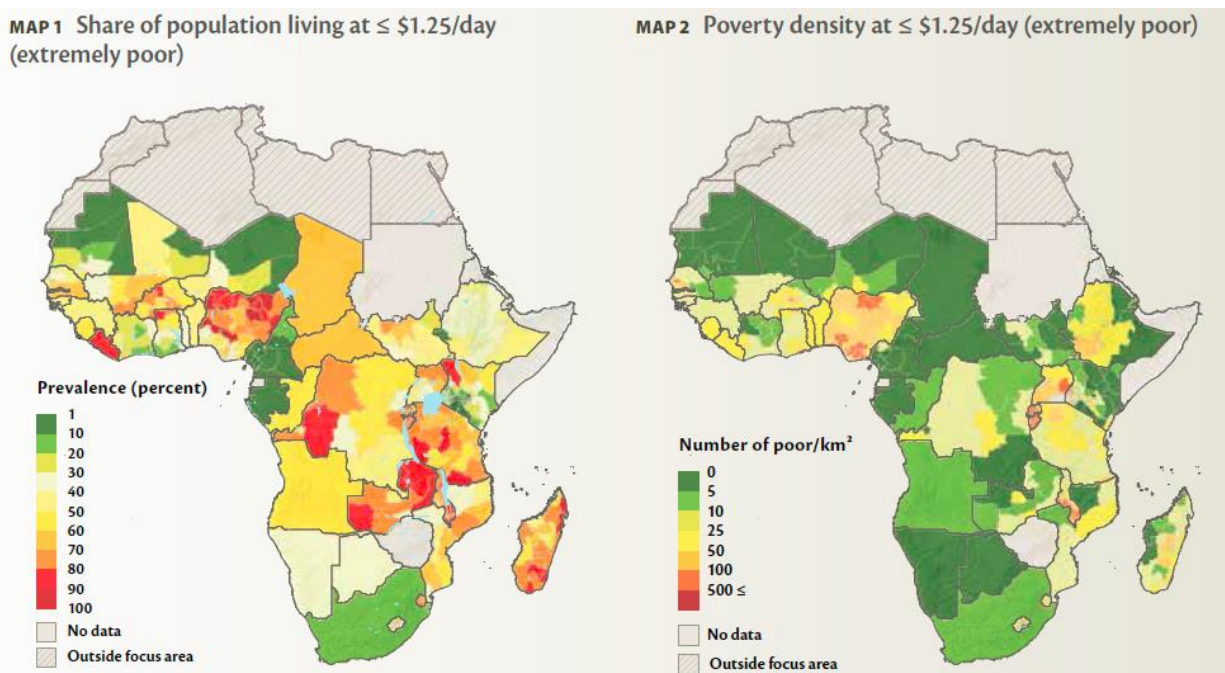 MAP 1 Share of population living at ≤ $1.25/day
(extremely poor)
MAP 2 Poverty density at ≤ $1.25/day (extremely poor)
Prevalence (percent)
1
10
20
30
40
50
60
70
80
90
100
No data
Outside focus area
Number of poor/km²
0
5
10
25
50
100
500 ≤
No data
Outside focus area